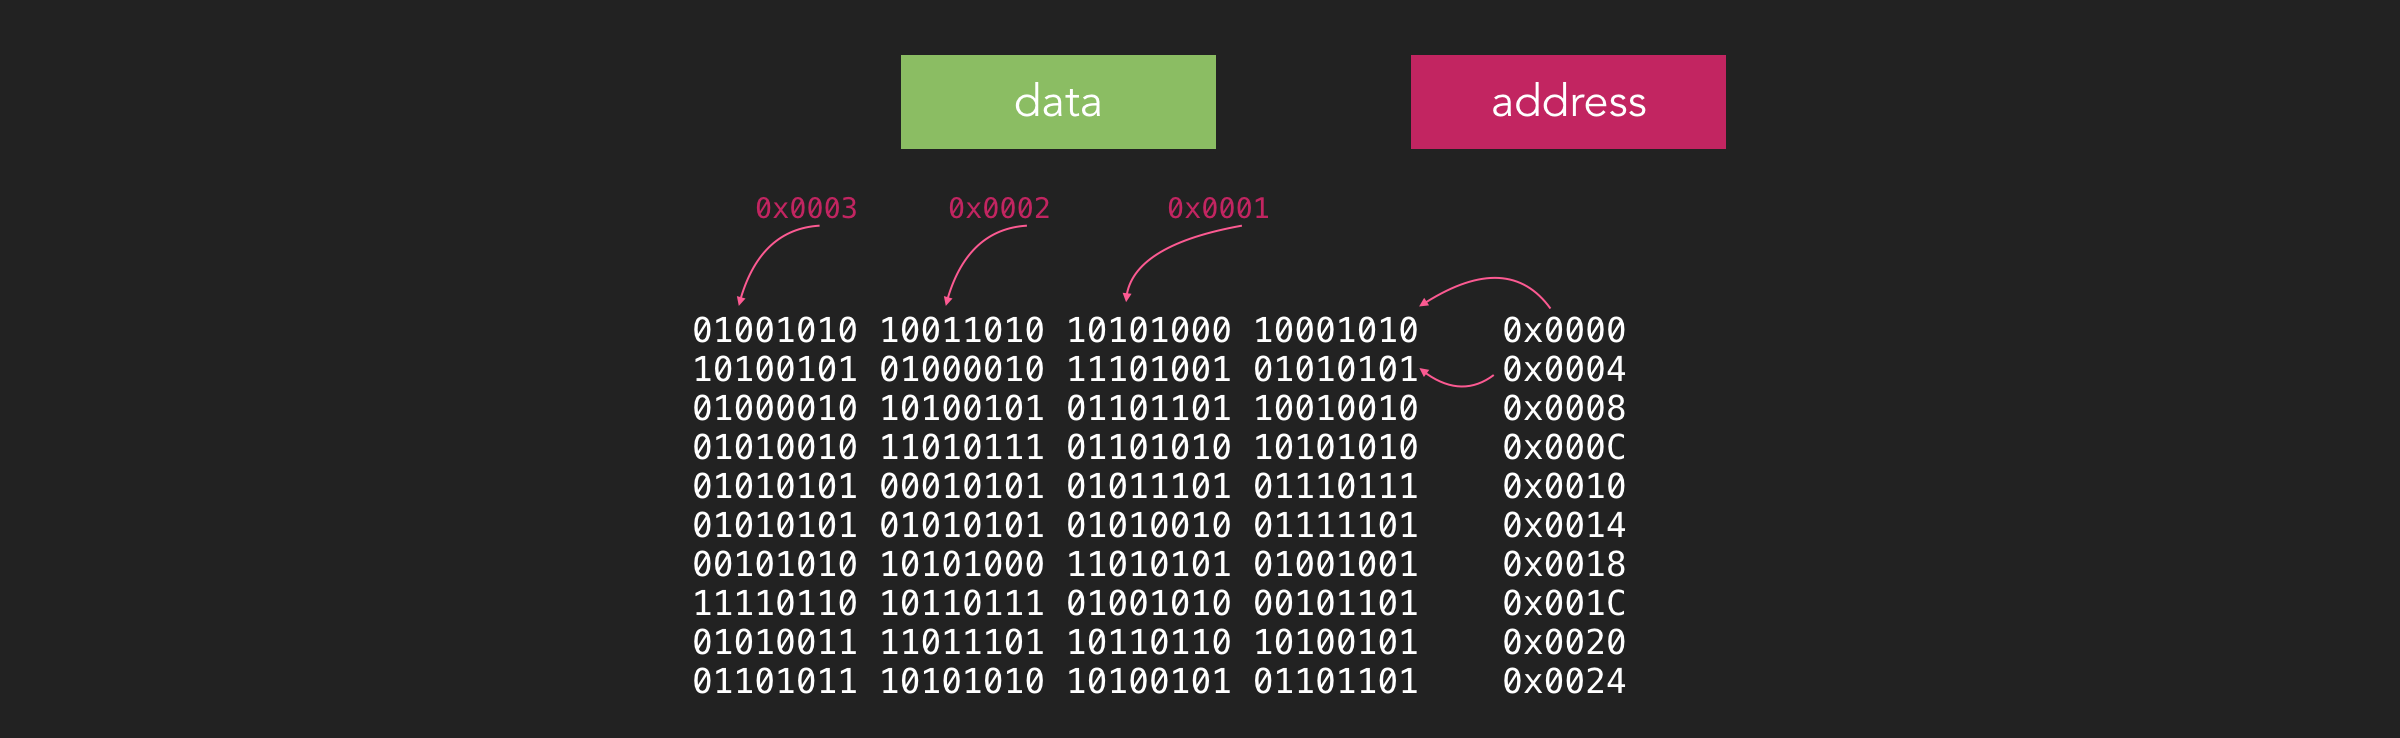 data address
0x0003 0x0002 0x0001
01001010 10011010 10101000 10001010 0x0000
10100101 01000010 11101001 01010101 0x0004
01000010 10100101 01101101 10010010 0x0008
01010010 11010111 01101010 10101010 0x000C
01010101 00010101 01011101 01110111 0x0010
01010101 01010101 01010010 01111101 0x0014
00101010 10101000 11010101 01001001 0x0018
11110110 10110111 01001010 00101101 0x001C
01010011 11011101 10110110 10100101 0x0020
01101011 10101010 10100101 01101101 0x0024